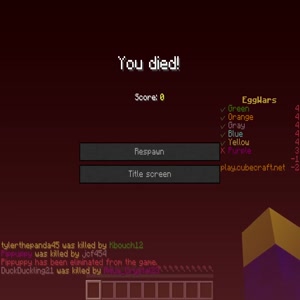 You died!
Score: 0
EggWars
✓ Green
✓ Orange
✓ Gray
✓ Blue
✓ Yellow
Purple
Respawn
play.cubecraft.net
Title screen
tylerthepanda45 was killed by
was killed by jcf454
has been eliminated from the game.
DuckDuckling21 was killed by